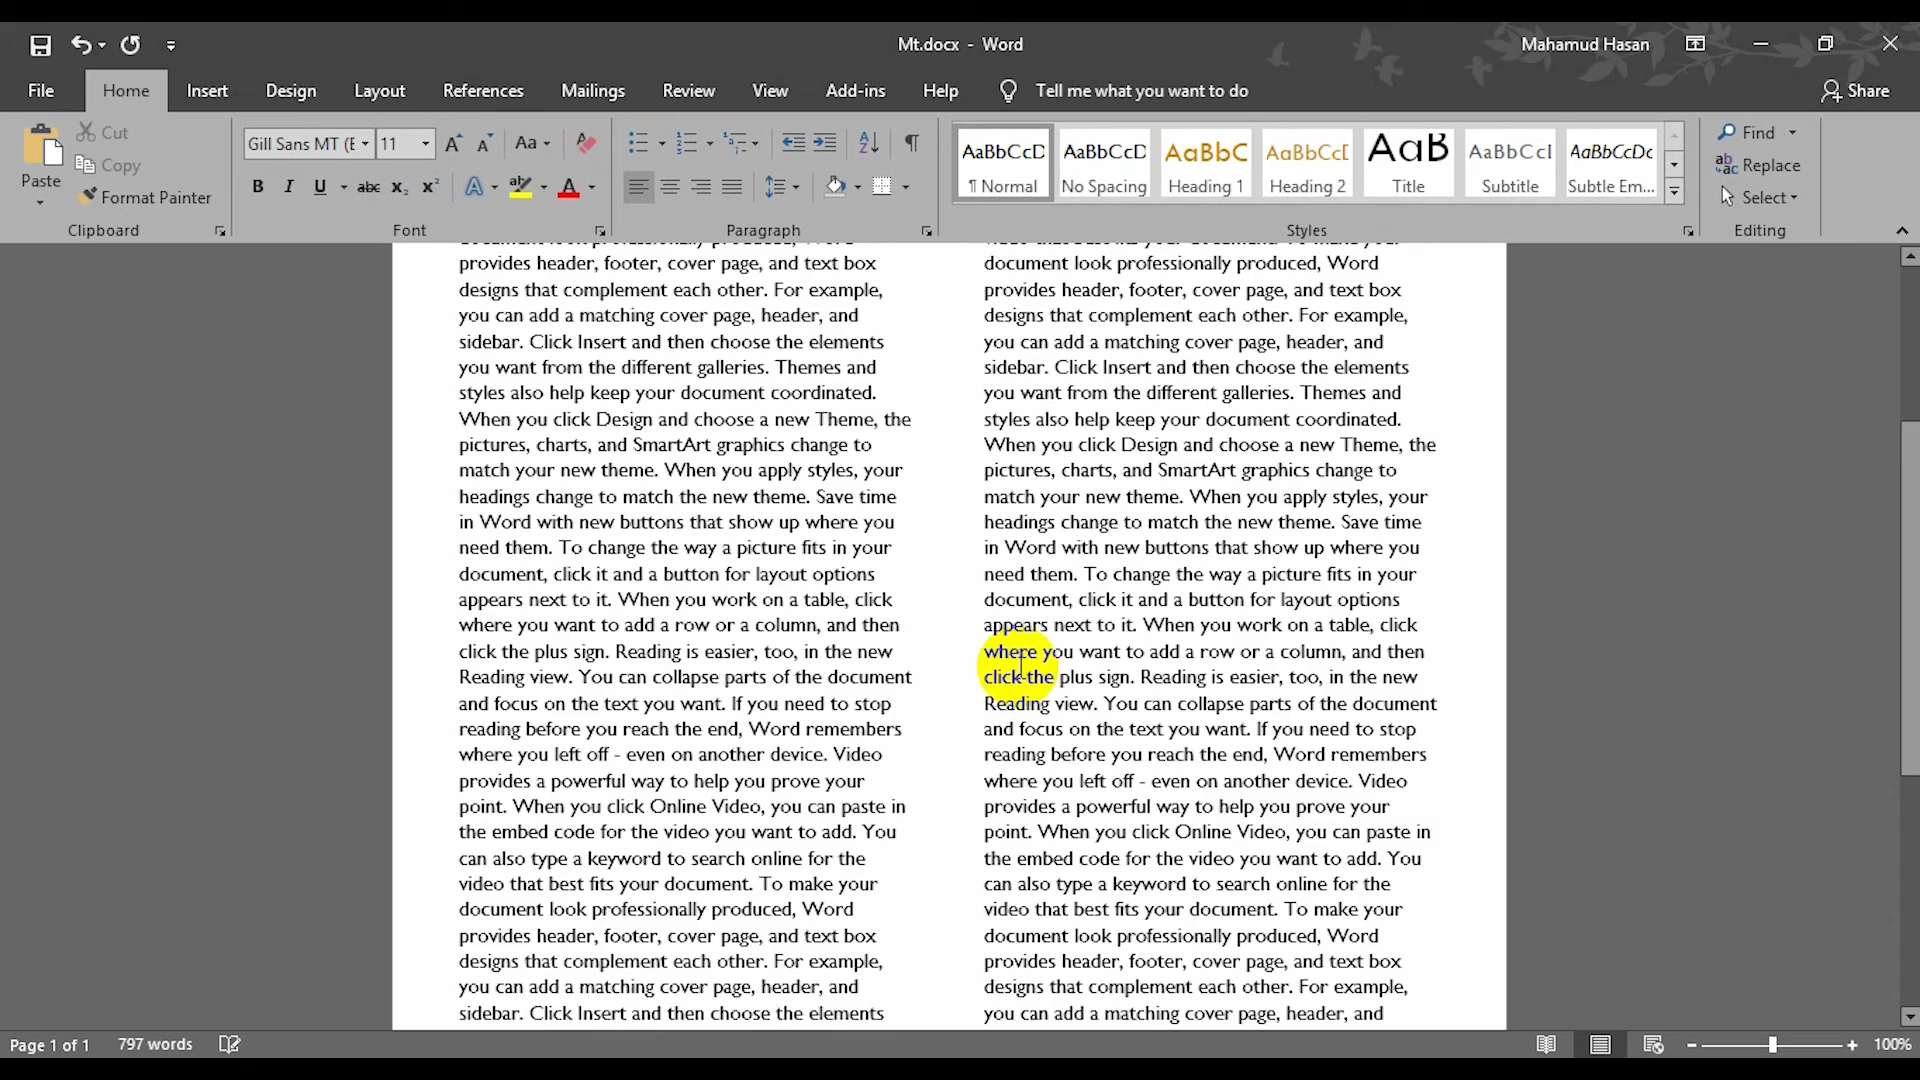 Mt.docx - Word
Mahamud Hasan
File
Home
Insert
Design
Layout
References
Mailings
Review
View
Add-ins
Help
Tell me what you want to do
Share
Paste
Cut
Copy
Format Painter
Clipboard
Gill Sans MT (E
11
Aa
B I U abc x₂ x²
A
Font
Paragraph
AaBbCcD
¶ Normal
AaBbCcD
No Spacing
AaBbC
Heading 1
AaBbCcE
Heading 2
AaB
Title
AaBbCcI
Subtitle
AaBbCcDc
Subtle Em...
Styles
Find
Replace
Select
Editing
provides header, footer, cover page, and text box
designs that complement each other. For example,
you can add a matching cover page, header, and
sidebar. Click Insert and then choose the elements
you want from the different galleries. Themes and
styles also help keep your document coordinated.
When you click Design and choose a new Theme, the
pictures, charts, and SmartArt graphics change to
match your new theme. When you apply styles, your
headings change to match the new theme. Save time
in Word with new buttons that show up where you
need them. To change the way a picture fits in your
document, click it and a button for layout options
appears next to it. When you work on a table, click
where you want to add a row or a column, and then
click the plus sign. Reading is easier, too, in the new
Reading view. You can collapse parts of the document
and focus on the text you want. If you need to stop
reading before you reach the end, Word remembers
where you left off - even on another device. Video
provides a powerful way to help you prove your
point. When you click Online Video, you can paste in
the embed code for the video you want to add. You
can also type a keyword to search online for the
video that best fits your document. To make your
document look professionally produced, Word
provides header, footer, cover page, and text box
designs that complement each other. For example,
you can add a matching cover page, header, and
sidebar. Click Insert and then choose the elements
document look professionally produced, Word
provides header, footer, cover page, and text box
designs that complement each other. For example,
you can add a matching cover page, header, and
sidebar. Click Insert and then choose the elements
you want from the different galleries. Themes and
styles also help keep your document coordinated.
When you click Design and choose a new Theme, the
pictures, charts, and SmartArt graphics change to
match your new theme. When you apply styles, your
headings change to match the new theme. Save time
in Word with new buttons that show up where you
need them. To change the way a picture fits in your
document, click it and a button for layout options
appears next to it. When you work on a table, click
where you want to add a row or a column, and then
click the plus sign. Reading is easier, too, in the new
Reading view. You can collapse parts of the document
and focus on the text you want. If you need to stop
reading before you reach the end, Word remembers
where you left off - even on another device. Video
provides a powerful way to help you prove your
point. When you click Online Video, you can paste in
the embed code for the video you want to add. You
can also type a keyword to search online for the
video that best fits your document. To make your
document look professionally produced, Word
provides header, footer, cover page, and text box
designs that complement each other. For example,
you can add a matching cover page, header, and
Page 1 of 1
797 words
100%